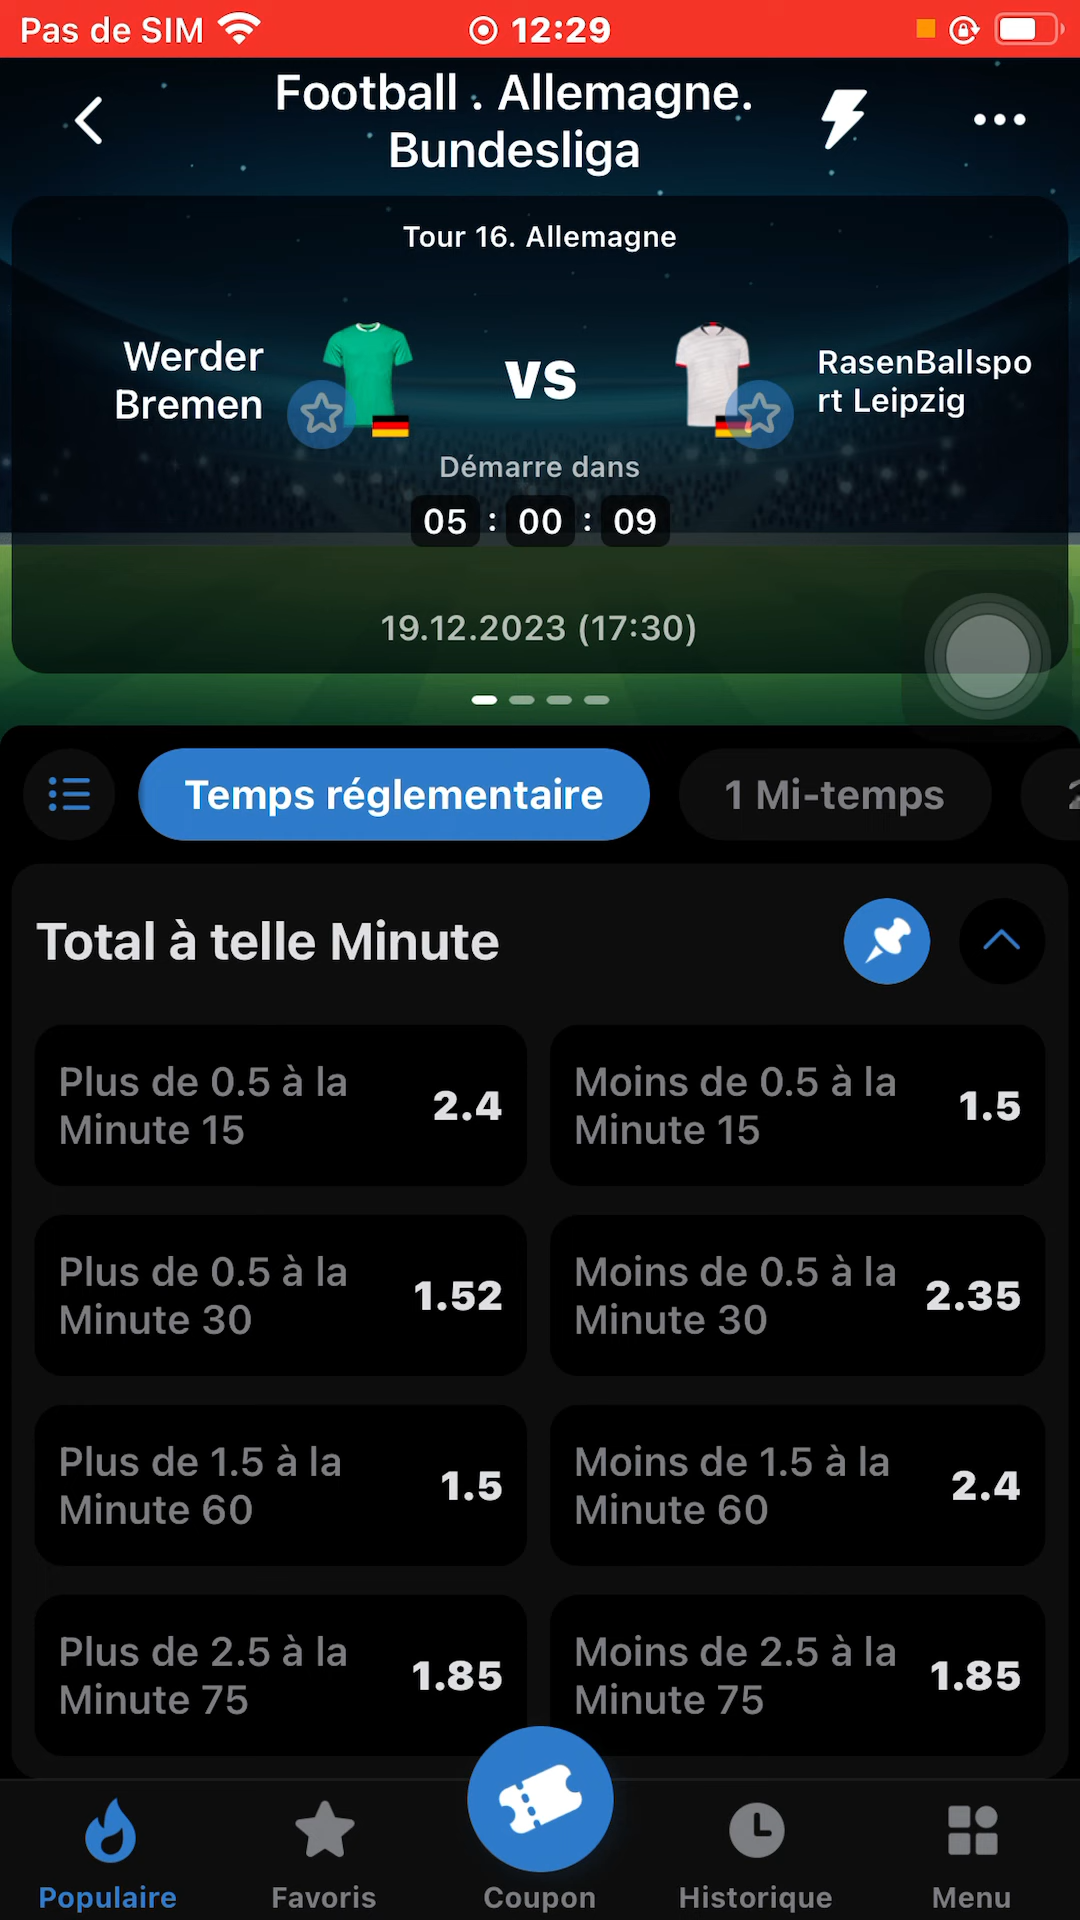 Pas de SIM 12:29
Football . Allemagne.
Bundesliga
Tour 16. Allemagne
Werder
Bremen
VS
RasenBallspo
rt Leipzig
Démarre dans
05 : 00 : 09
19.12.2023 (17:30)
Temps réglementaire
1 Mi-temps
Total à telle Minute
Plus de 0.5 à la
Minute 15
2.4
Moins de 0.5 à la
Minute 15
1.5
Plus de 0.5 à la
Minute 30
1.52
Moins de 0.5 à la
Minute 30
2.35
Plus de 1.5 à la
Minute 60
1.5
Moins de 1.5 à la
Minute 60
2.4
Plus de 2.5 à la
Minute 75
1.85
Moins de 2.5 à la
Minute 75
1.85
Populaire
Favoris
Coupon
Historique
Menu